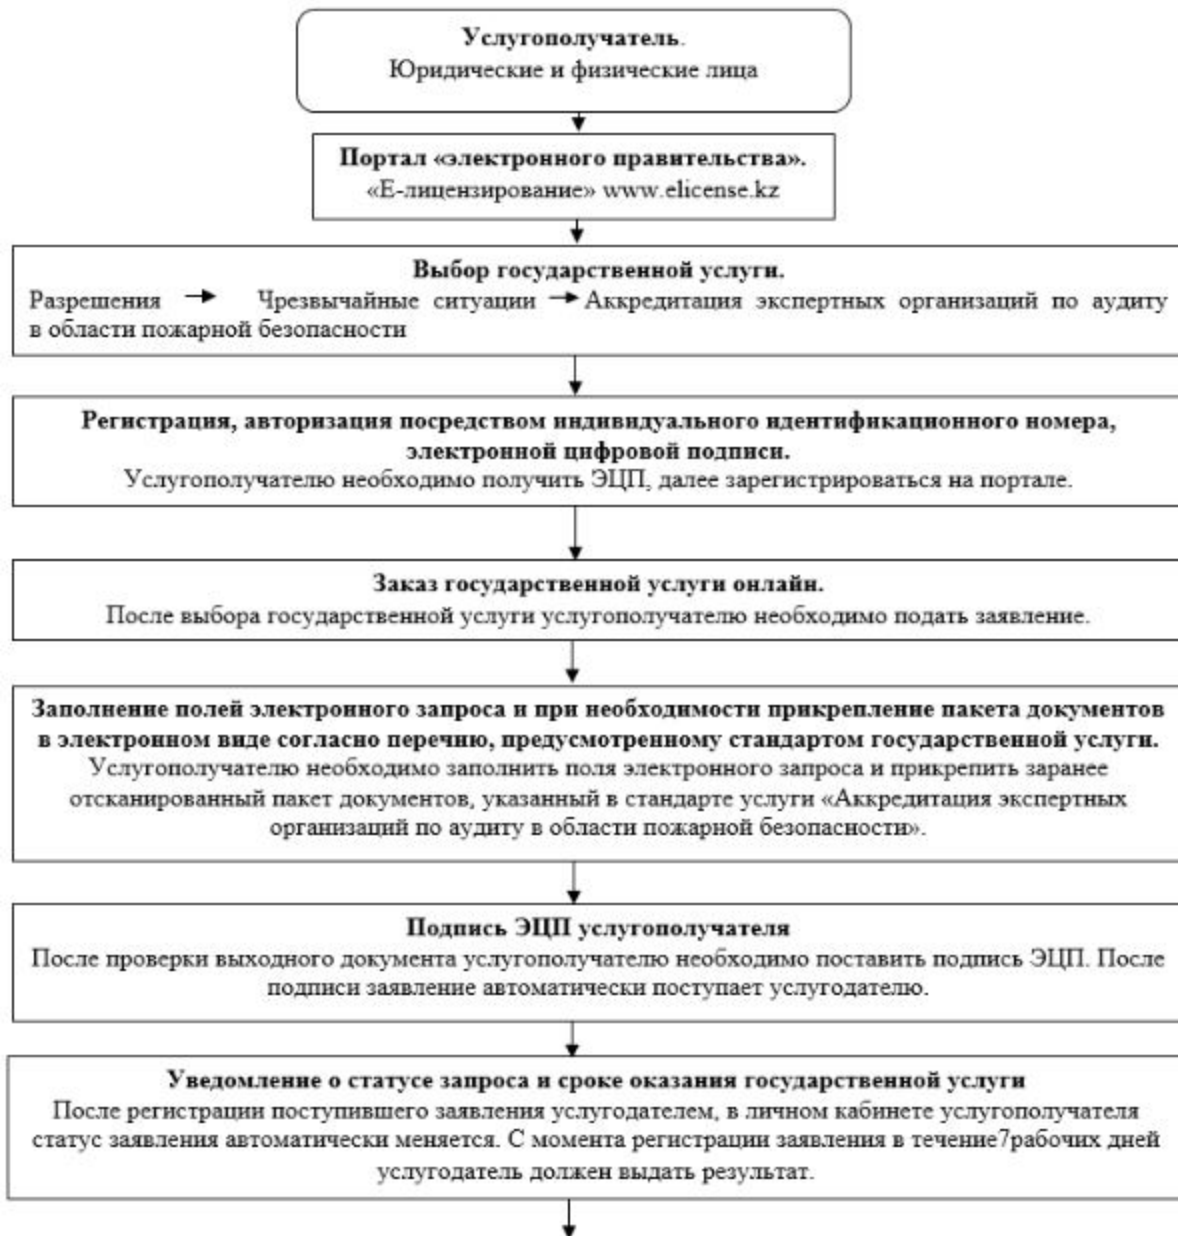 Услугополучатель.
Юридические и физические лица
Портал «электронного правительства».
«Е-лицензирование» www.elicense.kz
Выбор государственной услуги.
Разрешения → Чрезвычайные ситуации → Аккредитация экспертных организаций по аудиту
в области пожарной безопасности
Регистрация, авторизация посредством индивидуального идентификационного номера,
электронной цифровой подписи.
Услугополучателю необходимо получить ЭЦП, далее зарегистрироваться на портале.
Заказ государственной услуги онлайн.
После выбора государственной услуги услугополучателю необходимо подать заявление.
Заполнение полей электронного запроса и при необходимости прикрепление пакета документов
в электронном виде согласно перечню, предусмотренному стандартом государственной услуги.
Услугополучателю необходимо заполнить поля электронного запроса и прикрепить заранее
отсканированный пакет документов, указанный в стандарте услуги «Аккредитация экспертных
организаций по аудиту в области пожарной безопасности».
Подпись ЭЦП услугополучателя
После проверки выходного документа услугополучателю необходимо поставить подпись ЭЦП. После
подписи заявление автоматически поступает услугодателю.
Уведомление о статусе запроса и сроке оказания государственной услуги
После регистрации поступившего заявления услугодателем, в личном кабинете услугополучателя
статус заявления автоматически меняется. С момента регистрации заявления в течение7рабочих дней
услугодатель должен выдать результат.